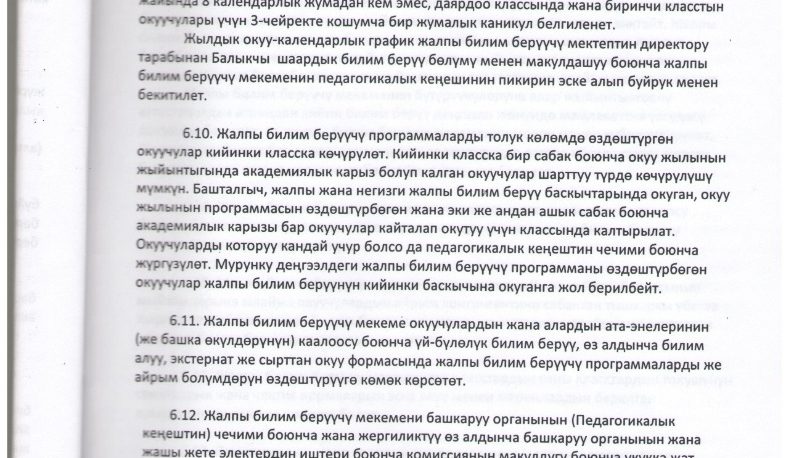 жайында 8 календарлык жумадан кем эмес, даярдоо классында жана биринчи класстын
окуучулары үчүн 3-чейректе кошумча бир жумалык каникул белгиленет.
Жылдык окуу-календарлык график жалпы билим берүүчү мектептин директору
тарабынан Балыкчы шаардык билим берүү бөлүмү менен макулдашуу боюнча жалпы
билим берүүчү мекеменин педагогикалык кеңешинин пикирин эске алып буйрук менен
бекитилет.
6.10. Жалпы билим берүүчү программаларды толук көлөмдө өздөштүргөн
окуучулар кийинки класска көчүрүлөт. Кийинки класска бир сабак боюнча окуу жылынын
жыйынтыгында академиялык карыз болуп калган окуучулар шарттуу түрдө көчүрүлүшү
мүмкүн. Башталгыч, жалпы жана негизги жалпы билим берүү баскычтарында окуган, окуу
жылынын программасын өздөштүрбөгөн жана эки же андан ашык сабак боюнча
академиялык карызы бар окуучулар кайталап окутуу үчүн классында калтырылат.
Окуучуларды которуу кандай учур болсо да педагогикалык кеңештин чечими боюнча
жүргүзүлөт. Мурунку деңгээлдеги жалпы билим берүүчү программаны өздөштүрбөгөн
окуучулар жалпы билим берүүнүн кийинки баскычына окуганга жол берилбейт.
6.11. Жалпы билим берүүчү мекеме окуучулардын жана алардын ата-энелеринин
(же башка өкүлдөрүнүн) каалоосу боюнча үй-бүлөлүк билим берүү, өз алдынча билим
алуу, экстернат же сырттан окуу формасында жалпы билим берүүчү программаларды же
айрым болүмдөрүн өздөштүрүүгө көмөк көрсөтөт.
6.12. Жалпы билим берүүчү мекемени башкаруу органынын (Педагогикалык
кеңештин) чечими боюнча жана жергиликтүү өз алдынча башкаруу органынын жана
жашы жете электердин иштери боюнча комиссиянын макулдугу боюнча укукка жат